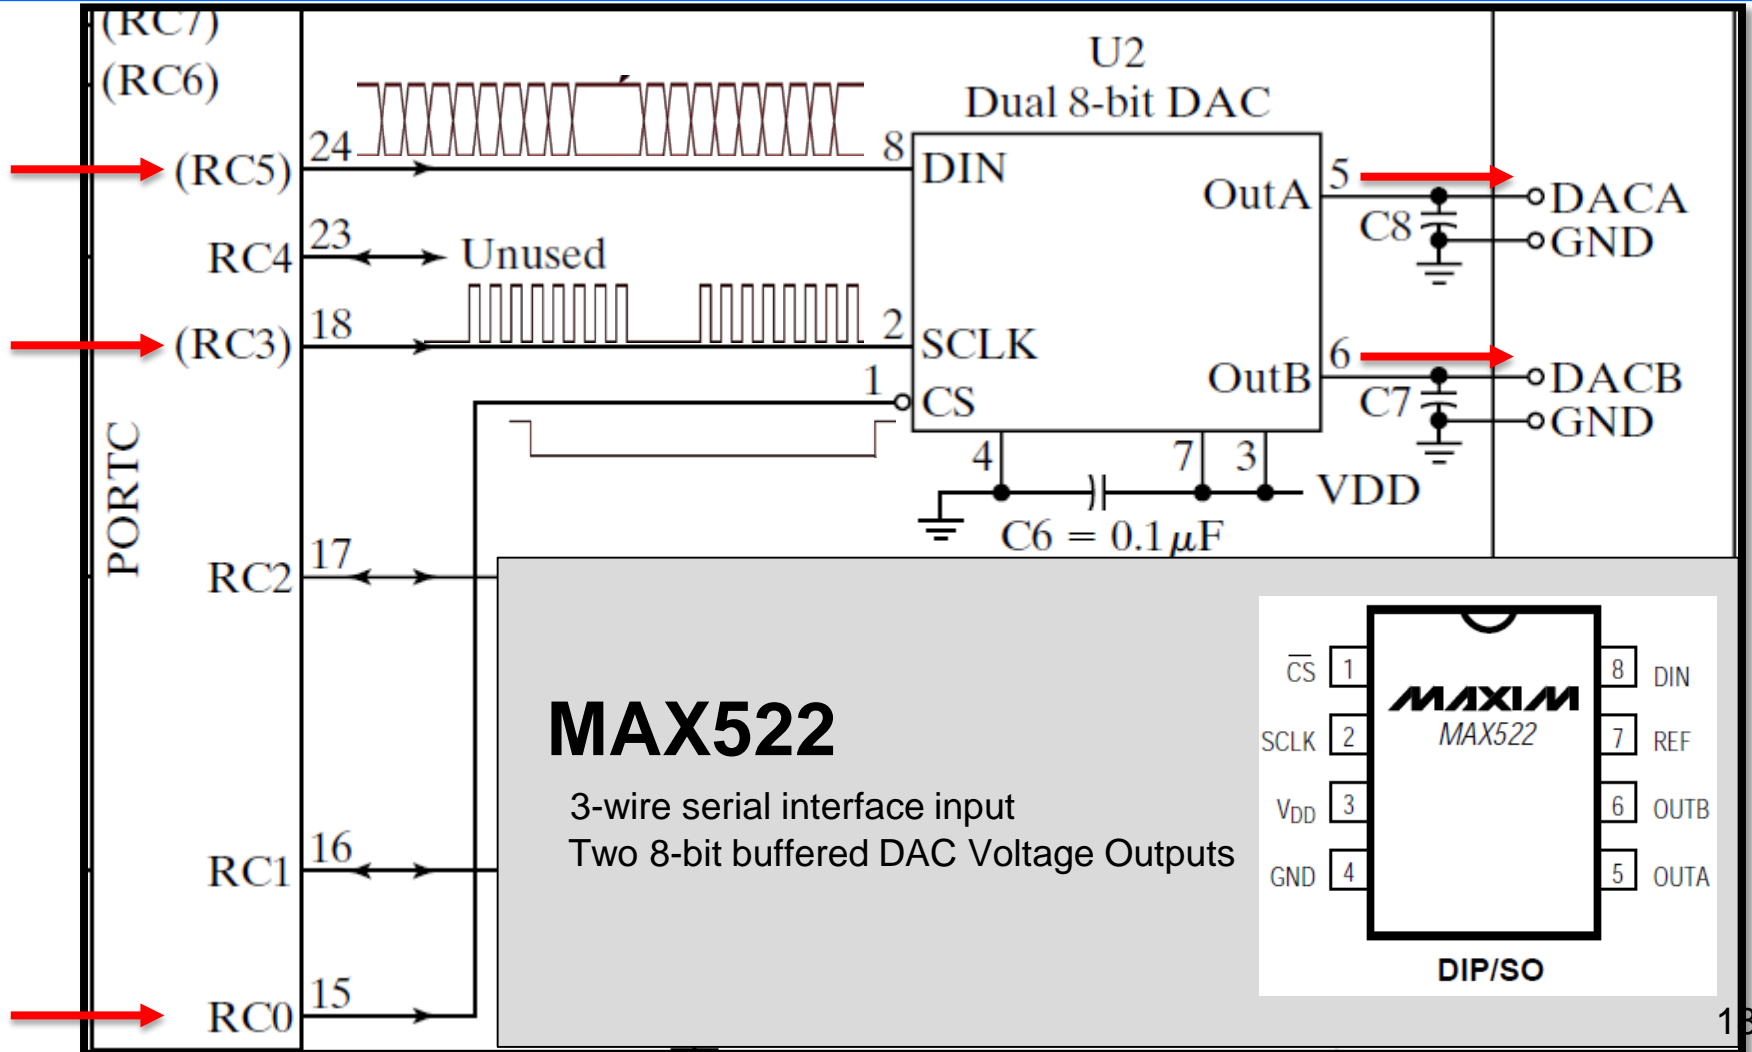 (RC7)
(RC6)
U2
Dual 8-bit DAC
(RC5)
24
8
DIN
OutA
5
DACA
C8
GND
RC4
23
Unused
(RC3)
18
2
SCLK
1
CS
OutB
6
DACB
C7
GND
4
7
3
VDD
C6 = 0.1μF
PORTC
RC2
17
MAX522
3-wire serial interface input
Two 8-bit buffered DAC Voltage Outputs
RC1
16
RC0
15
C̅S̅ 1
SCLK 2
VDD 3
GND 4
MAXIM
MAX522
8 DIN
7 REF
6 OUTB
5 OUTA
DIP/SO